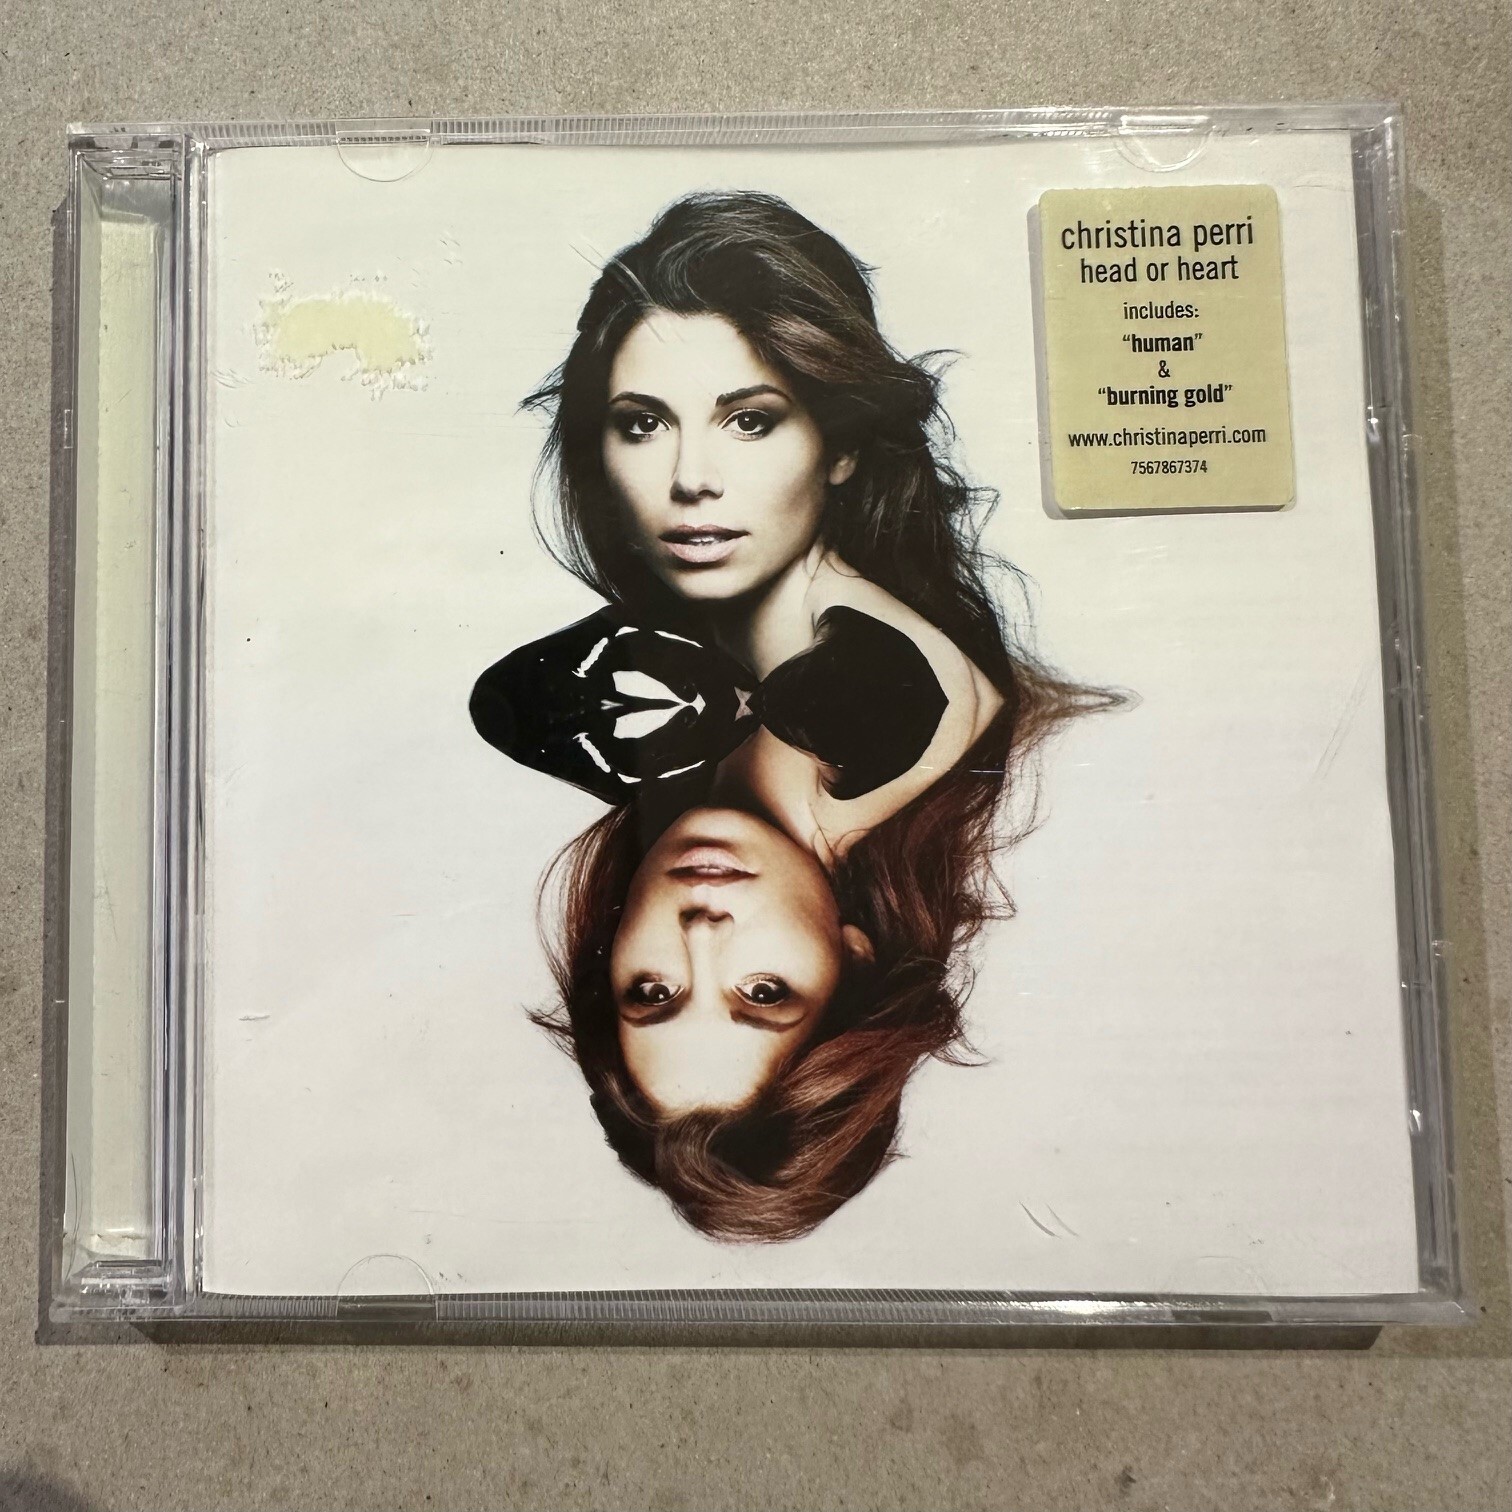 christina perri
head or heart
includes:
“human”
&
“burning gold”
www.christinaperri.com
7567867374